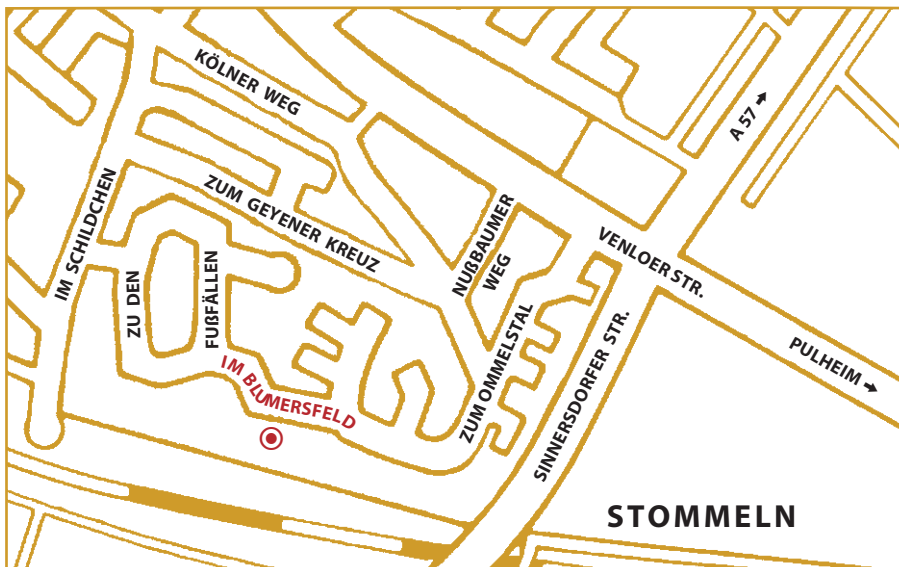 KÖLNER WEG
A 57
IM SCHILDCHEN
ZUM GEYENER KREUZ
NUßBAUMER
WEG
VENLOER STR.
ZU DEN
FUßFÄLLEN
ZUM OMMELSTAL
SINNERSDORFER STR.
PULHEIM
IM BLUMERSFELD
STOMMELN